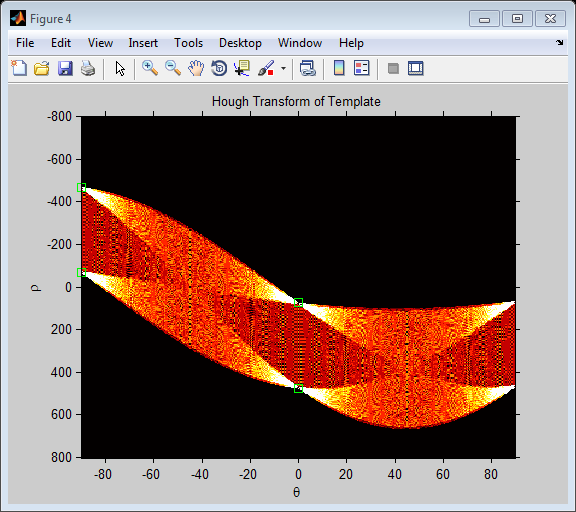 Figure 4
File Edit View Insert Tools Desktop Window Help
Hough Transform of Template
-800
-600
-400
-200
0
200
400
600
800
ρ
-80 -60 -40 -20 0 20 40 60 80
θ